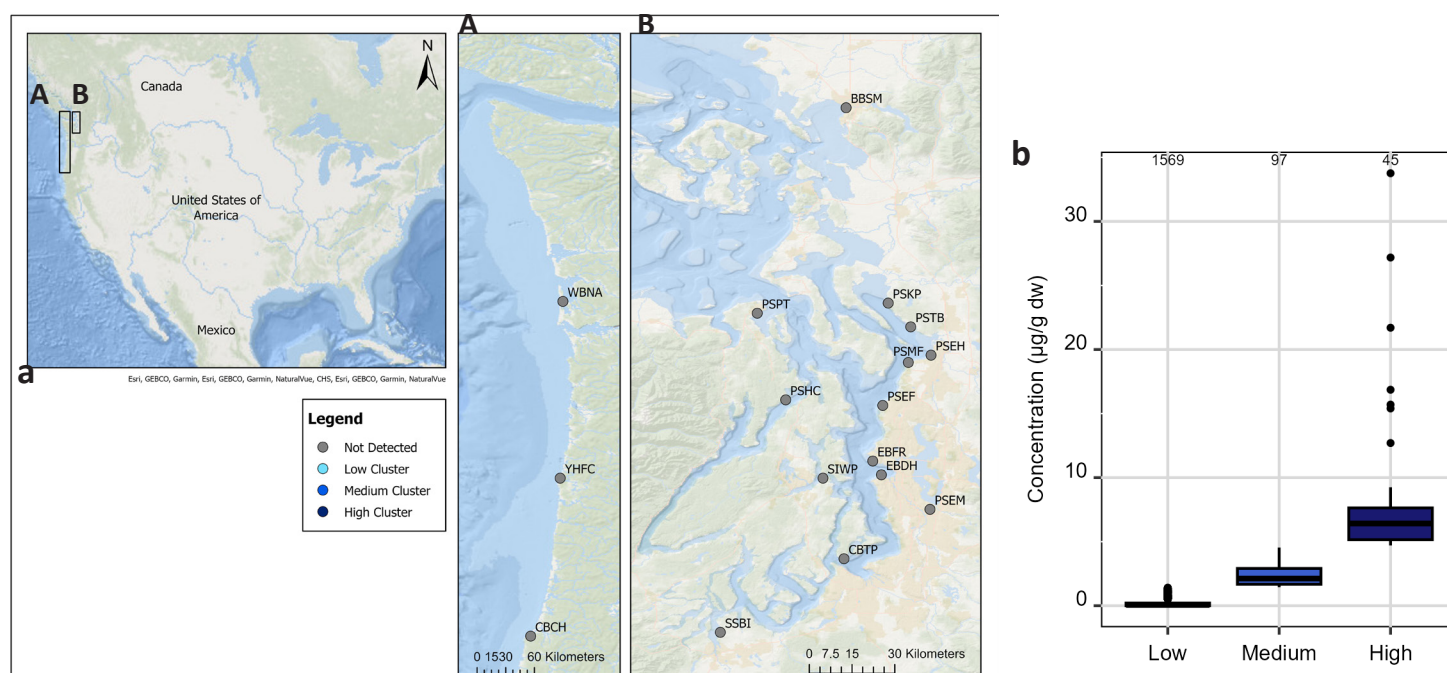 A
B
N
Canada
A
B
United States of
America
Mexico
a
Esri, GEBCO, Garmin, Esri, GEBCO, Garmin, NaturalVue, CHS, Esri, GEBCO, Garmin, NaturalVue
Legend
Not Detected
Low Cluster
Medium Cluster
High Cluster
WBNA
YHFC
CBCH
0 1530 60 Kilometers
BBSM
PSKP
PSPT
PSTB
PSEH
PSMF
PSHC
PSEF
EBFR
EBDH
SIWP
PSEM
CBTP
SSBI
0 7.5 15 30 Kilometers
b
1569 97 45
Concentration (µg/g dw)
30
20
10
0
Low Medium High